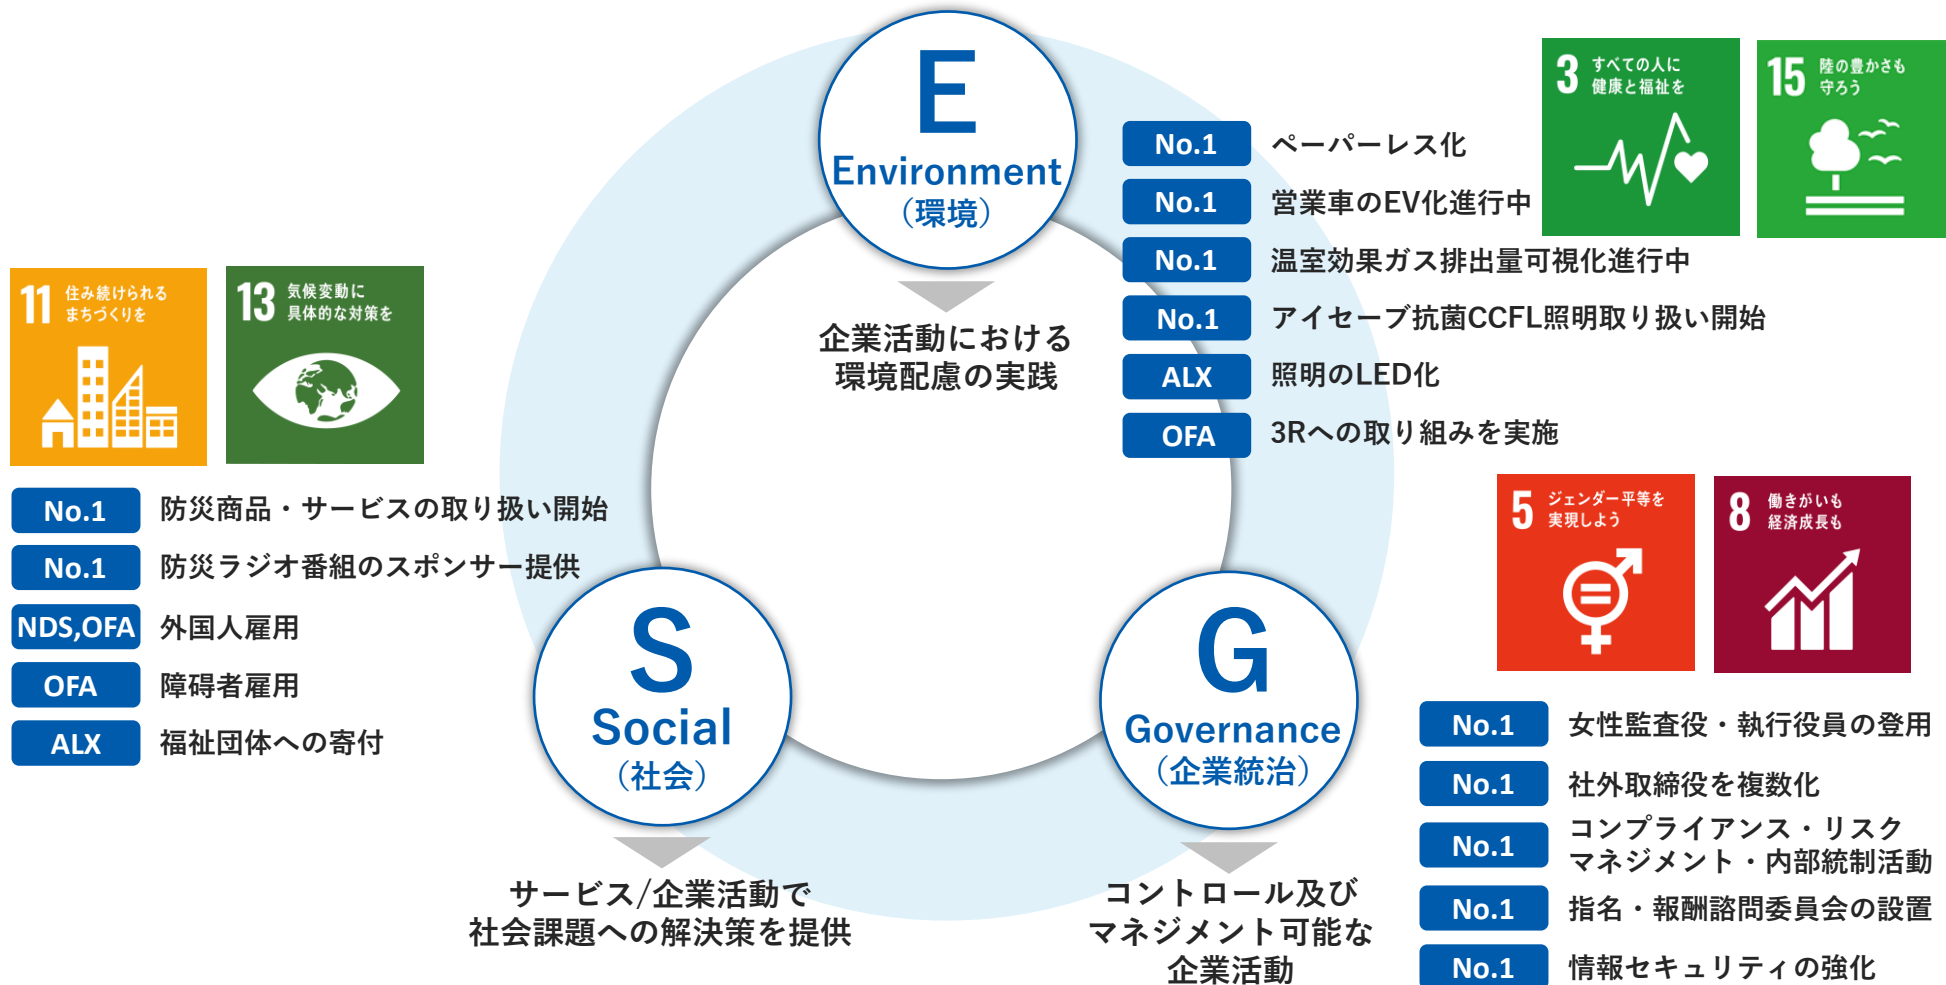 E
Environment
（環境）
企業活動における
環境配慮の実践
3 すべての人に
健康と福祉を
15 陸の豊かさも
守ろう
No.1 ペーパーレス化
No.1 営業車のEV化進行中
No.1 温室効果ガス排出量可視化進行中
No.1 アイセーブ抗菌CCFL照明取り扱い開始
ALX 照明のLED化
OFA 3Rへの取り組みを実施
11 住み続けられる
まちづくりを
13 気候変動に
具体的な対策を
No.1 防災商品・サービスの取り扱い開始
No.1 防災ラジオ番組のスポンサー提供
NDS,OFA 外国人雇用
OFA 障碍者雇用
ALX 福祉団体への寄付
S
Social
（社会）
サービス/企業活動で
社会課題への解決策を提供
G
Governance
（企業統治）
コントロール及び
マネジメント可能な
企業活動
5 ジェンダー平等を
実現しよう
8 働きがいも
経済成長も
No.1 女性監査役・執行役員の登用
No.1 社外取締役を複数化
No.1 コンプライアンス・リスク
マネジメント・内部統制活動
No.1 指名・報酬諮問委員会の設置
No.1 情報セキュリティの強化